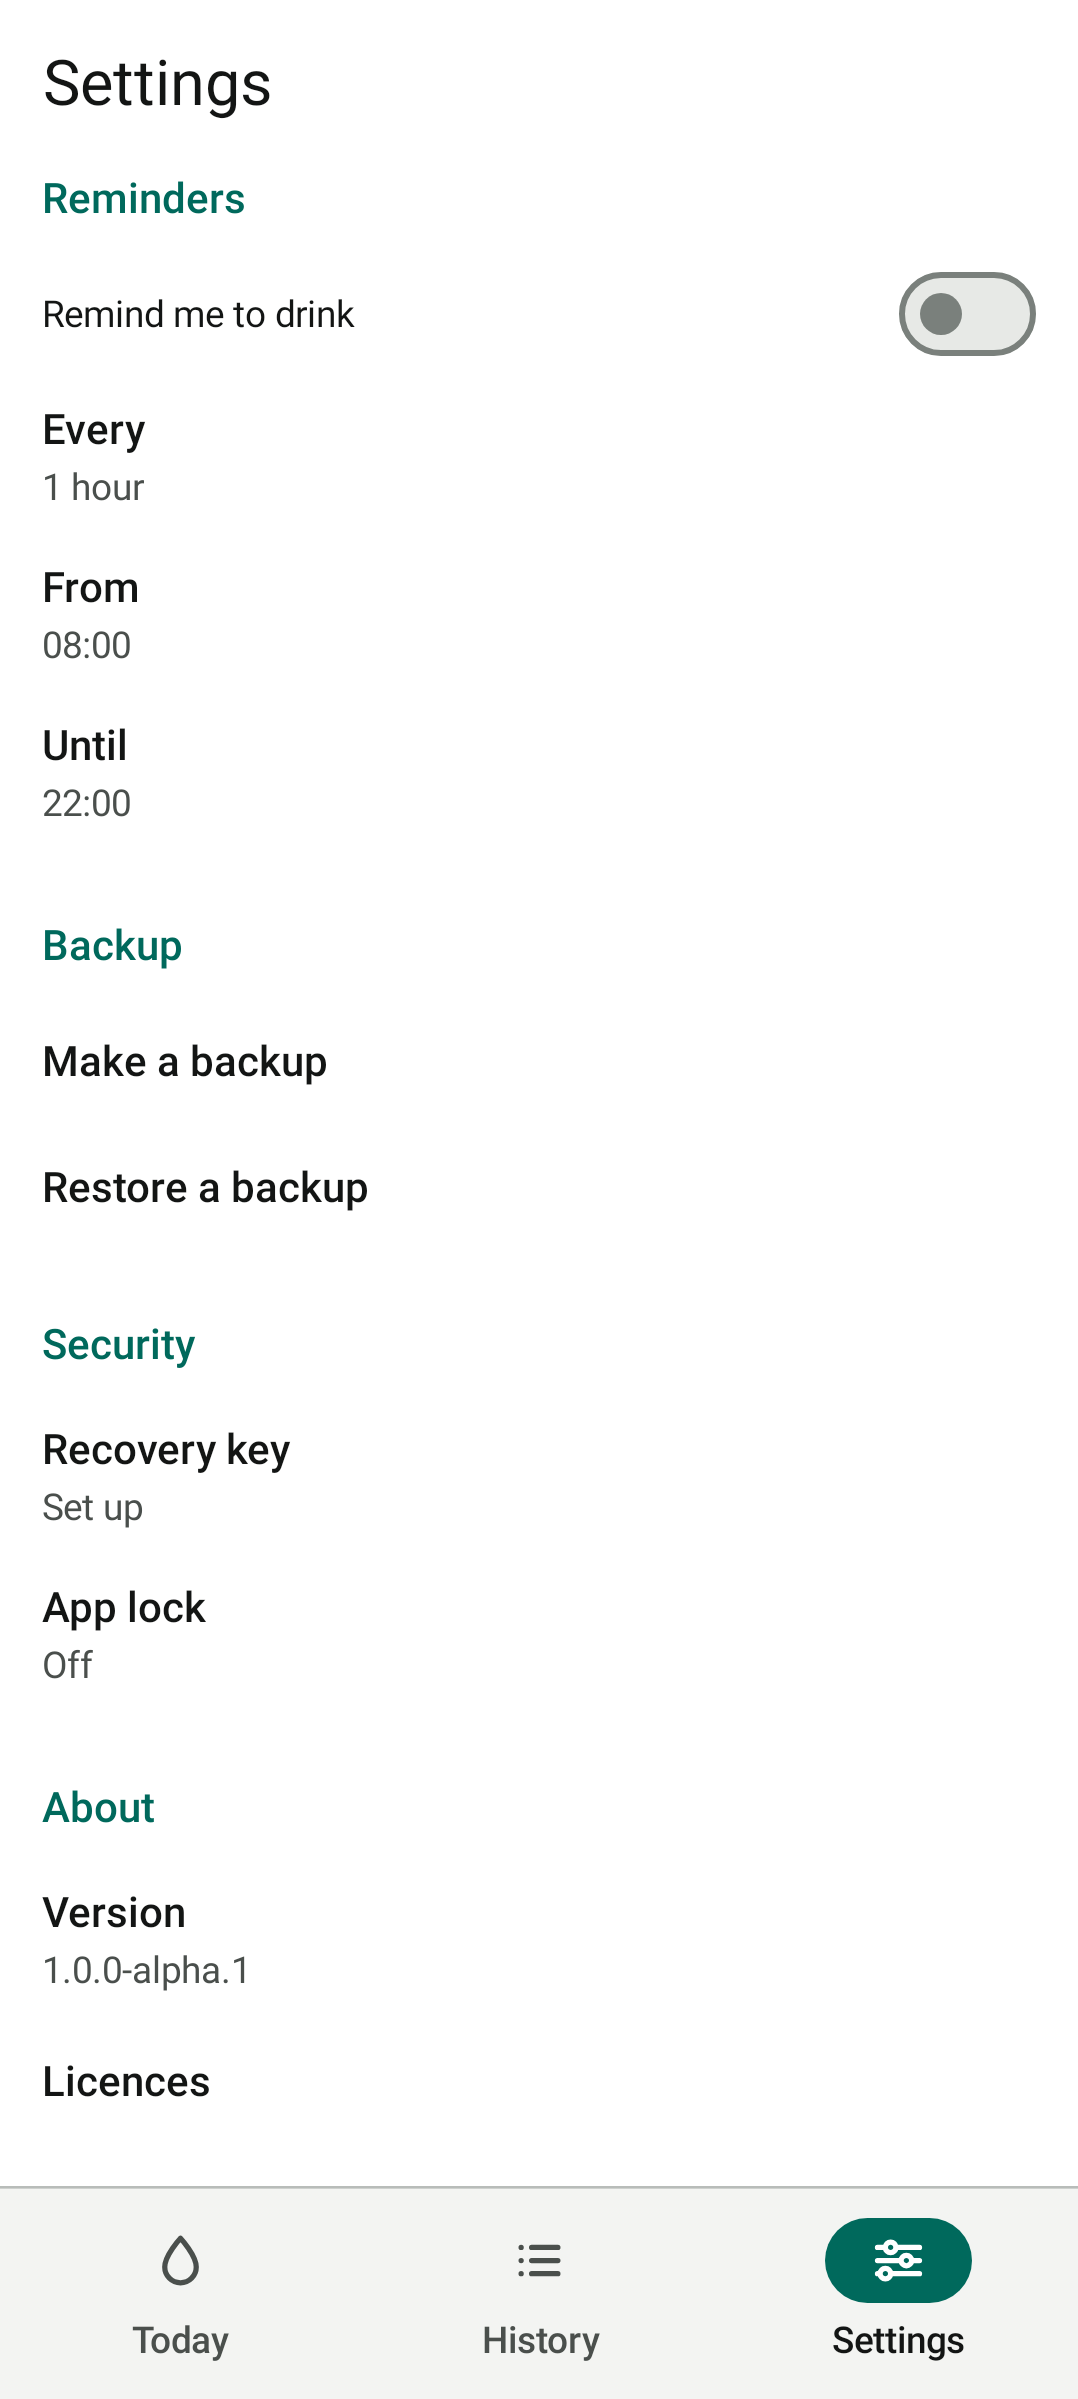 Settings
Reminders
Remind me to drink
Every
1 hour
From
08:00
Until
22:00
Backup
Make a backup
Restore a backup
Security
Recovery key
Set up
App lock
Off
About
Version
1.0.0-alpha.1
Licences
Today
History
Settings